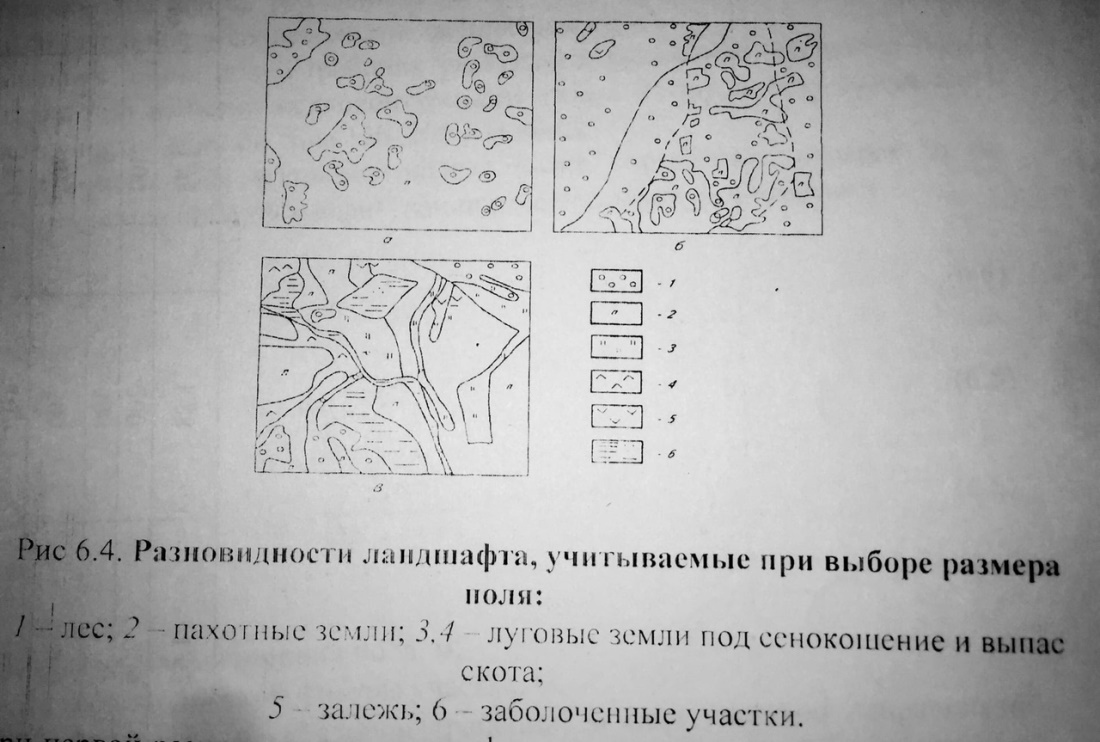 а
б
- 1
- 2
- 3
- 4
- 5
- 6
в
Рис 6.4. Разновидности ландшафта, учитываемые при выборе размера
поля:
1 – лес; 2 – пахотные земли; 3,4 – луговые земли под сенокошение и выпас
скота;
5 – залежь; 6 – заболоченные участки.